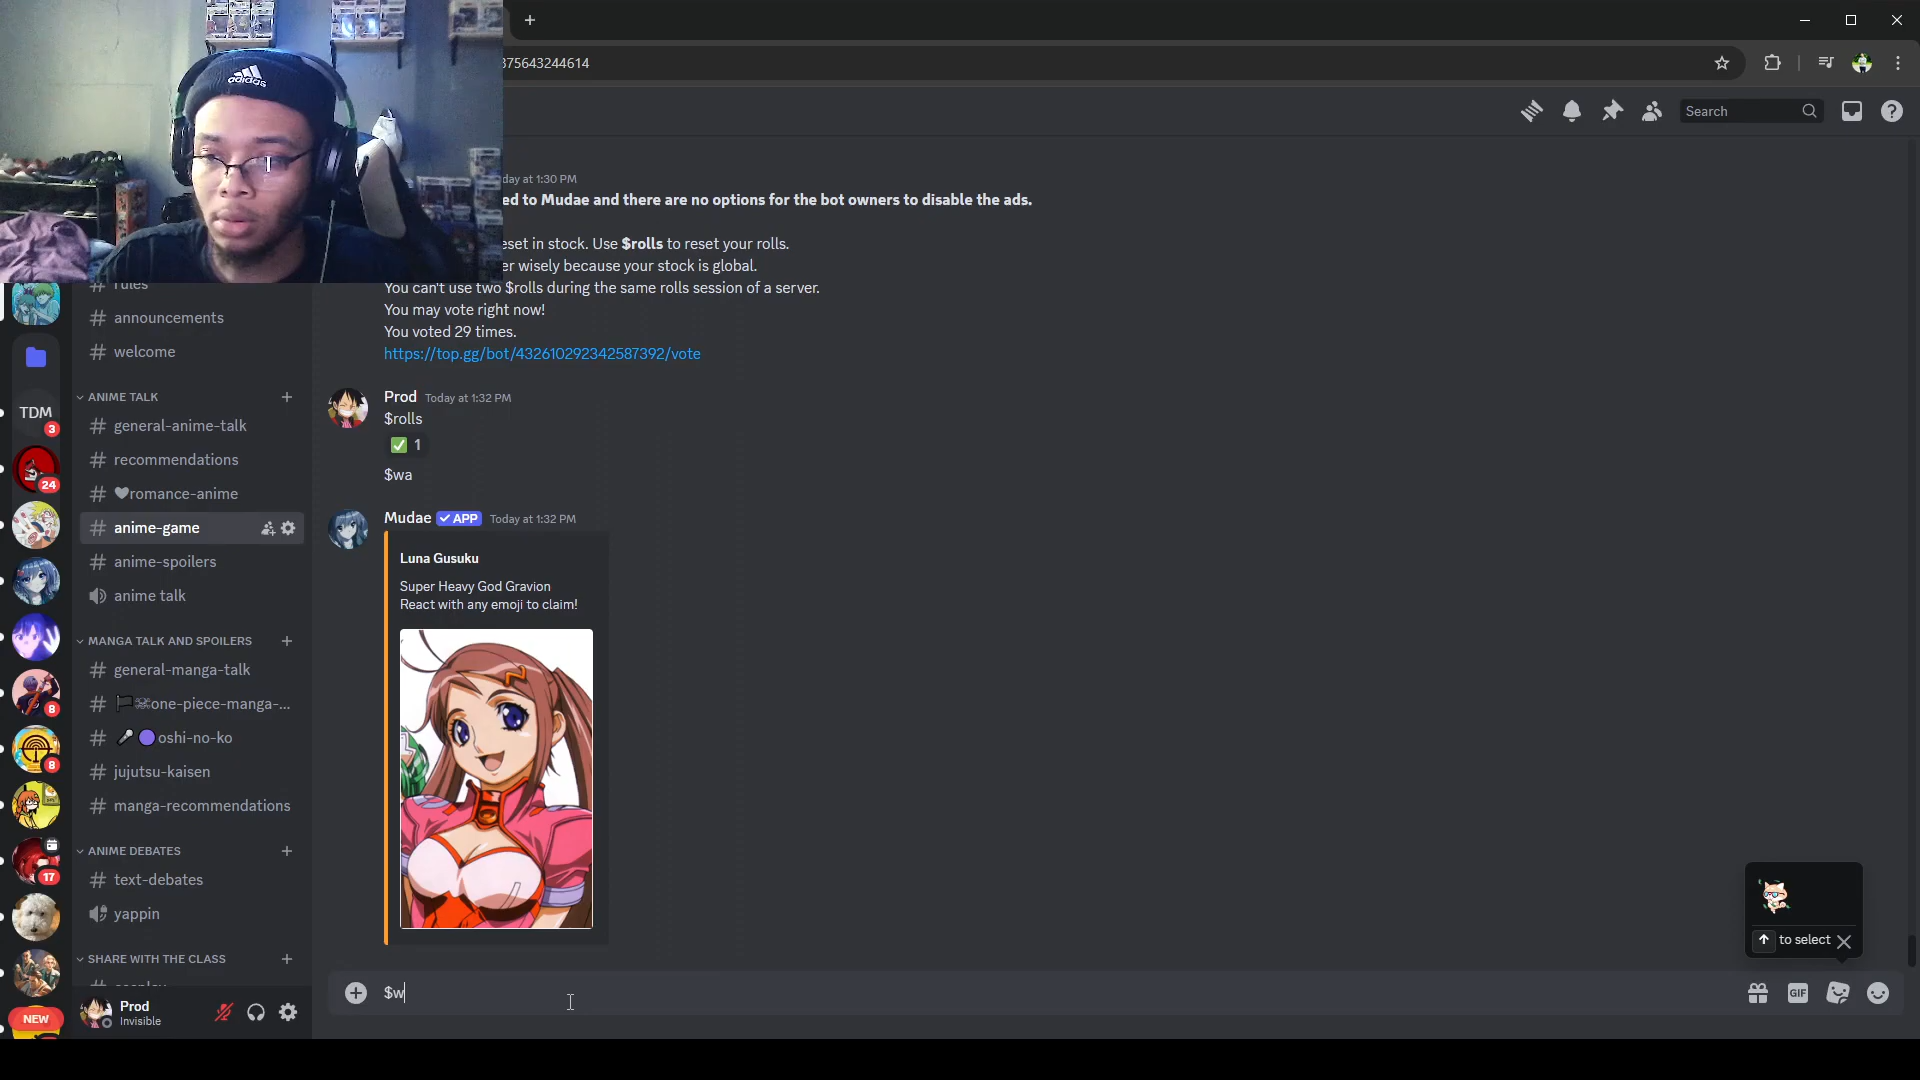 adidas
375643244614
Search
day at 1:30 PM
ed to Mudae and there are no options for the bot owners to disable the ads.
eset in stock. Use $rolls to reset your rolls.
er wisely because your stock is global.
You can't use two $rolls during the same rolls session of a server.
You may vote right now!
You voted 29 times.
https://top.gg/bot/432610292342587392/vote
rules
announcements
welcome
ANIME TALK
general-anime-talk
recommendations
🖤romance-anime
anime-game
anime-spoilers
anime talk
MANGA TALK AND SPOILERS
general-manga-talk
🏴☠one-piece-manga-...
🎤🟣oshi-no-ko
jujutsu-kaisen
manga-recommendations
ANIME DEBATES
text-debates
yappin
SHARE WITH THE CLASS
TDM
3
24
8
8
17
NEW
Prod
Invisible
Prod Today at 1:32 PM
$rolls
✅ 1
$wa
Mudae ✓ APP Today at 1:32 PM
Luna Gusuku
Super Heavy God Gravion
React with any emoji to claim!
↑ to select
$w
GIF